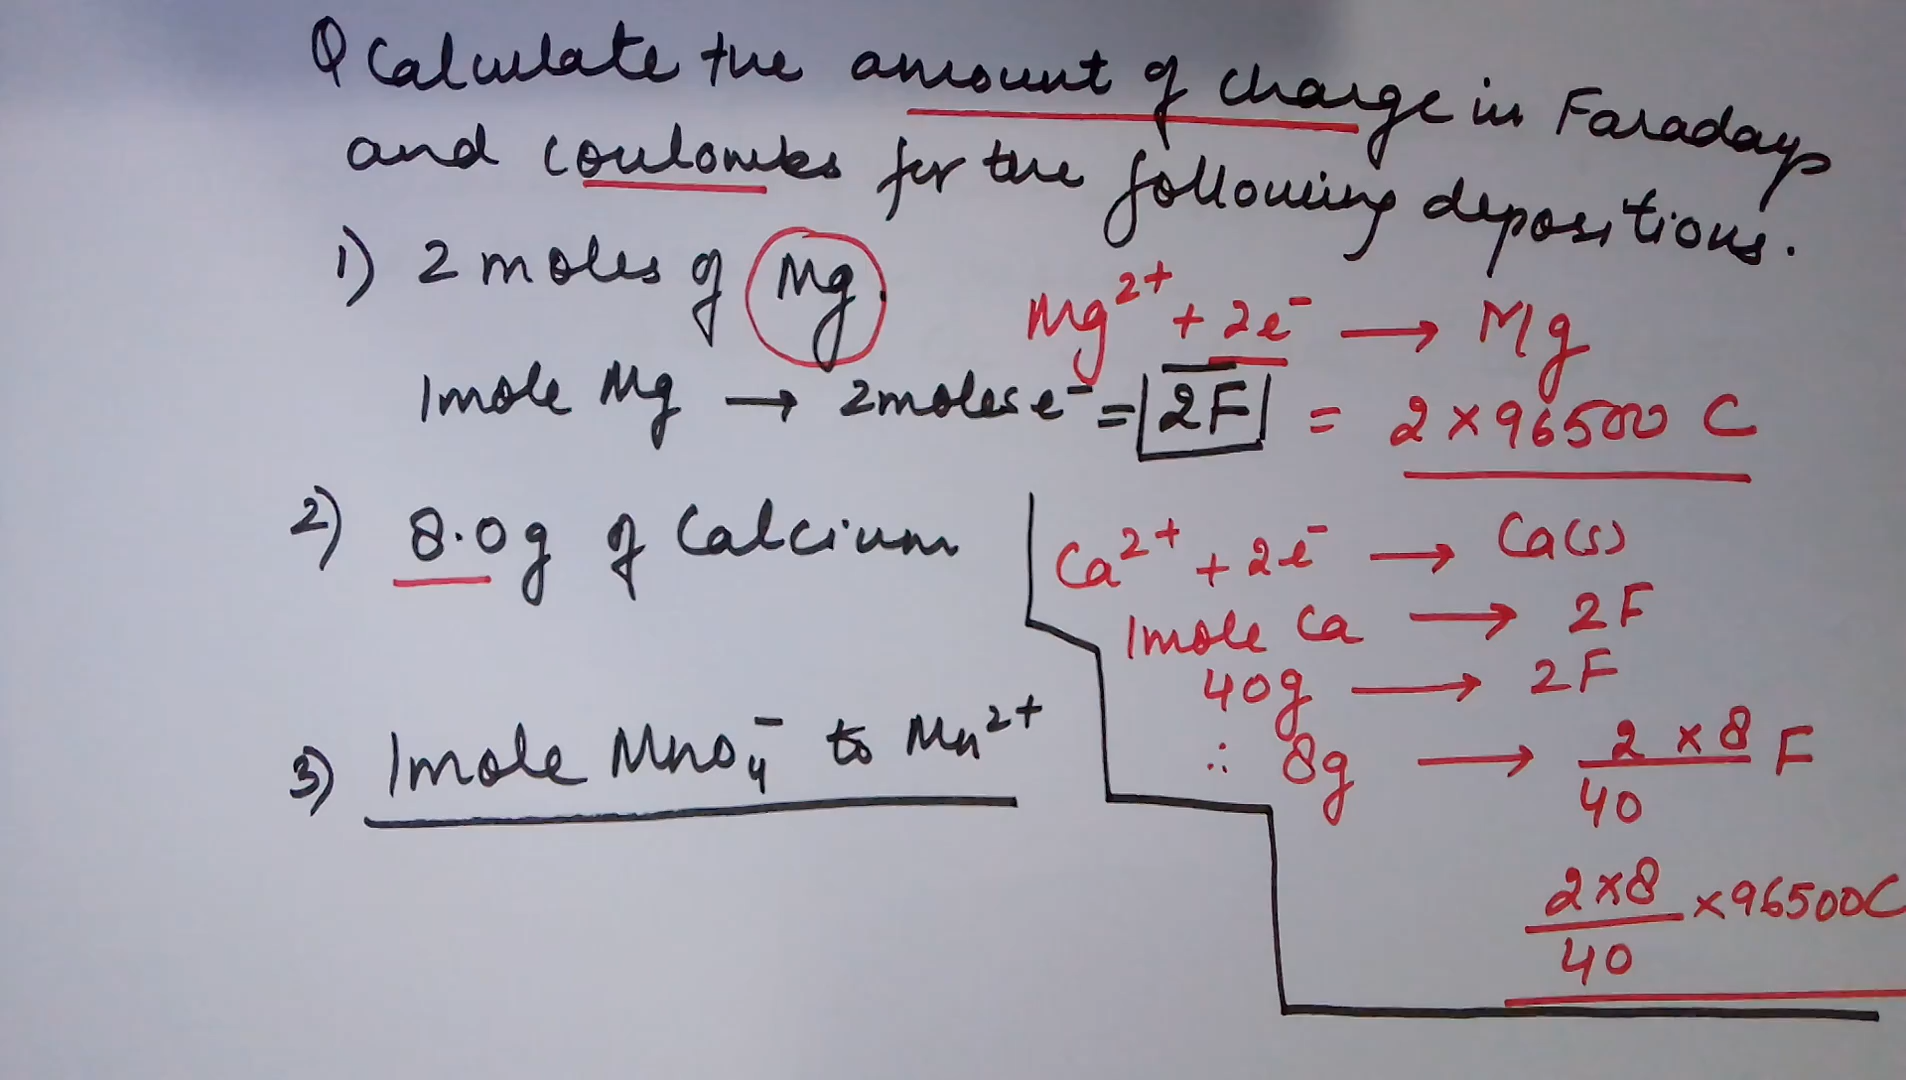 Q Calculate the amount of charge in Faradays
and coulombs for the following depositions.
1) 2 moles of Mg.
Mg²⁺ + 2e⁻ → Mg
1mole Mg → 2moles e⁻ = 2F = 2 × 96500 C
2) 8.0g of Calcium
Ca²⁺ + 2e⁻ → Ca(s)
1mole Ca → 2F
40g → 2F
∴ 8g → 2 × 8 / 40 F
2 × 8 / 40 × 96500C
3) 1mole MnO₄⁻ to Mn²⁺